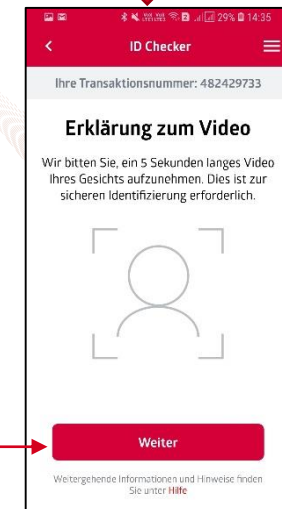 29% 14:35
ID Checker
Ihre Transaktionsnummer: 482429733
Erklärung zum Video
Wir bitten Sie, ein 5 Sekunden langes Video
Ihres Gesichts aufzunehmen. Dies ist zur
sicheren Identifizierung erforderlich.
Weiter
Weitergehende Informationen und Hinweise finden
Sie unter Hilfe